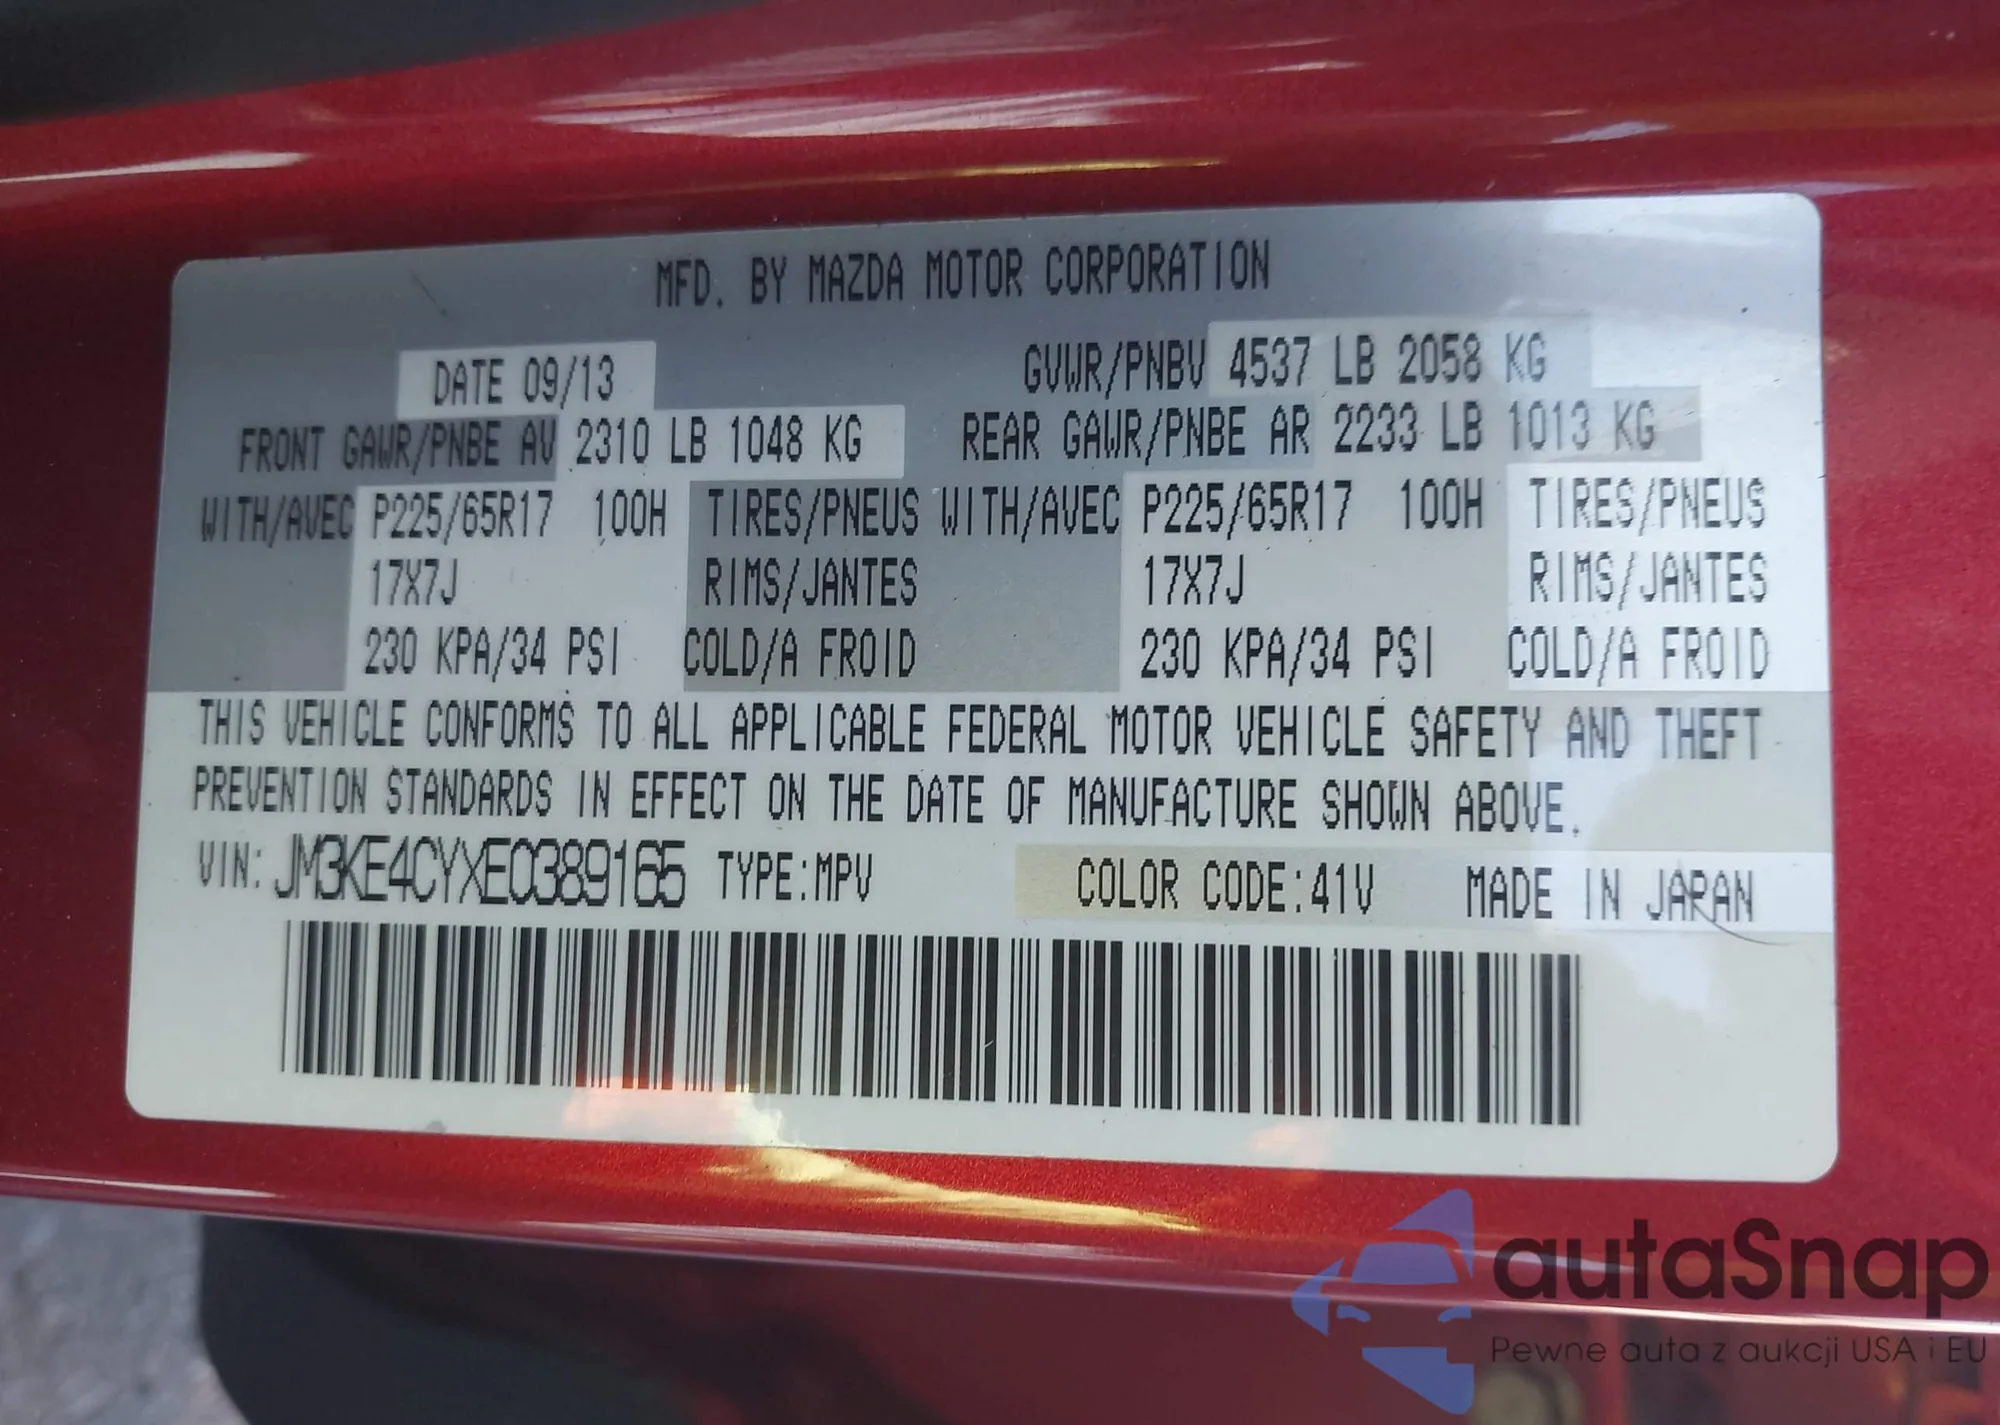 MFD. BY MAZDA MOTOR CORPORATION
DATE 09/13 GVWR/PNBV 4537 LB 2058 KG
FRONT GAWR/PNBE AV 2310 LB 1048 KG REAR GAWR/PNBE AR 2233 LB 1013 KG
WITH/AVEC P225/65R17 100H TIRES/PNEUS WITH/AVEC P225/65R17 100H TIRES/PNEUS
17X7J RIMS/JANTES 17X7J RIMS/JANTES
230 KPA/34 PSI COLD/A FROID 230 KPA/34 PSI COLD/A FROID
THIS VEHICLE CONFORMS TO ALL APPLICABLE FEDERAL MOTOR VEHICLE SAFETY AND THEFT
PREVENTION STANDARDS IN EFFECT ON THE DATE OF MANUFACTURE SHOWN ABOVE.
VIN: JM3KE4CYXE0389165 TYPE:MPV COLOR CODE:41V MADE IN JAPAN
autaSnap
Pewne auta z aukcji USA i EU